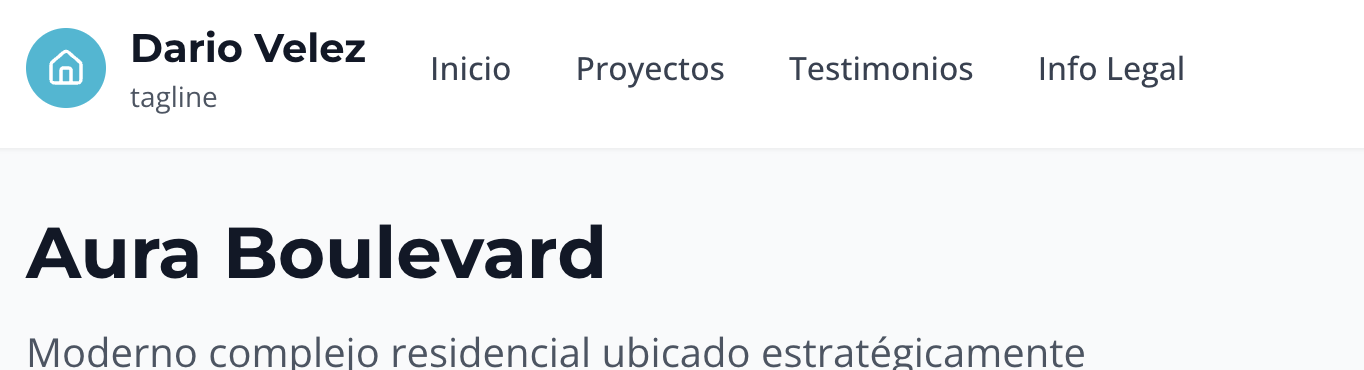 Dario Velez
tagline
Inicio Proyectos Testimonios Info Legal
Aura Boulevard
Moderno complejo residencial ubicado estratégicamente